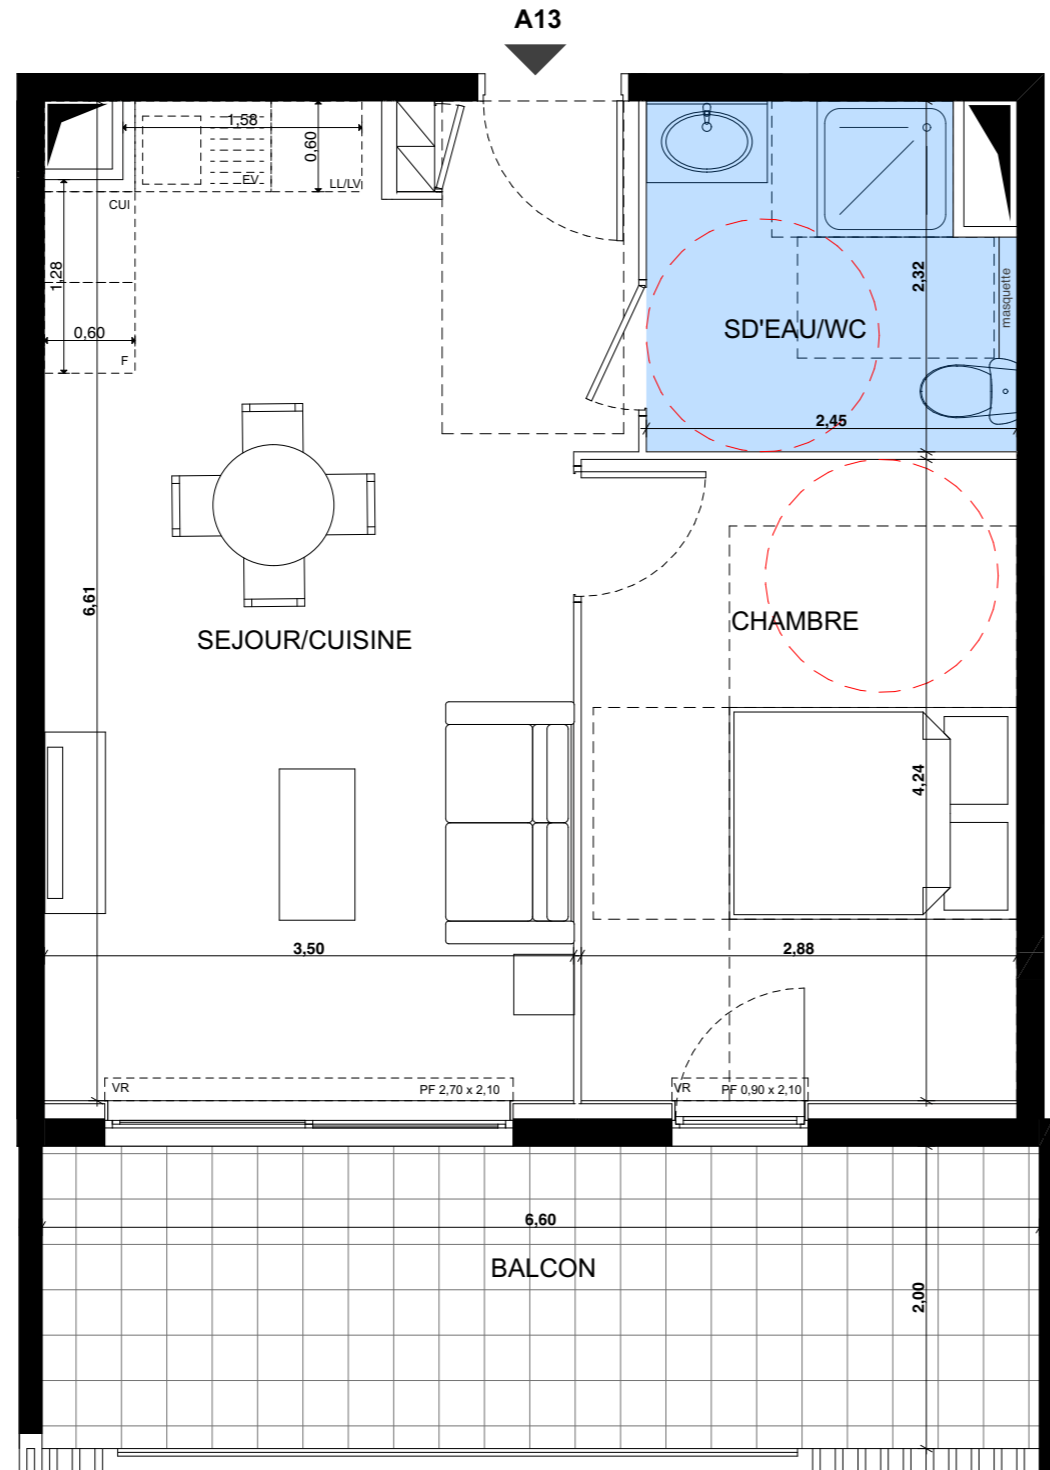 A13
1,58
0,60
EV
LL/LV
CUI
1,28
0,60
F
2,32
masquette
SD'EAU/WC
2,45
6,61
SEJOUR/CUISINE
CHAMBRE
4,24
3,50
2,88
VR
PF 2,70 x 2,10
VR
PF 0,90 x 2,10
6,60
BALCON
2,00